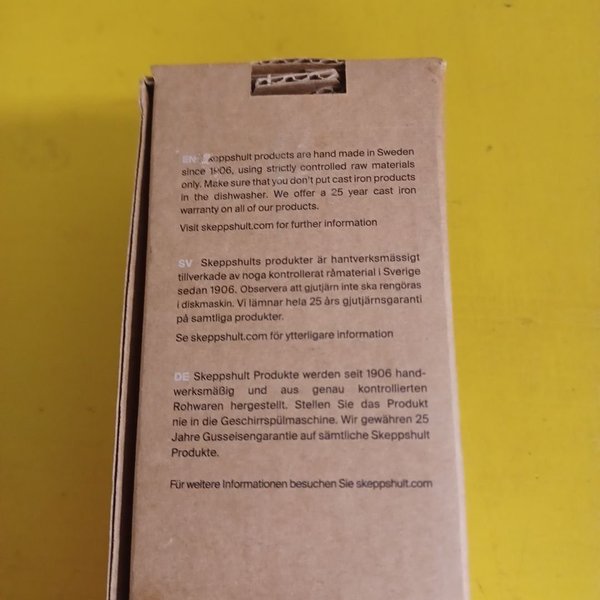 EN Skeppshult products are hand made in Sweden
since 1906, using strictly controlled raw materials
only. Make sure that you don't put cast iron products
in the dishwasher. We offer a 25 year cast iron
warranty on all of our products.
Visit skeppshult.com for further information
SV Skeppshults produkter är hantverksmässigt
tillverkade av noga kontrollerat råmaterial i Sverige
sedan 1906. Observera att gjutjärn inte ska rengöras
i diskmaskin. Vi lämnar hela 25 års gjutjärnsgaranti
på samtliga produkter.
Se skeppshult.com för ytterligare information
DE Skeppshult Produkte werden seit 1906 hand-
werksmäßig und aus genau kontrollierten
Rohwaren hergestellt. Stellen Sie das Produkt
nie in die Geschirrspülmaschine. Wir gewähren 25
Jahre Gusseisengarantie auf sämtliche Skeppshult
Produkte.
Für weitere Informationen besuchen Sie skeppshult.com